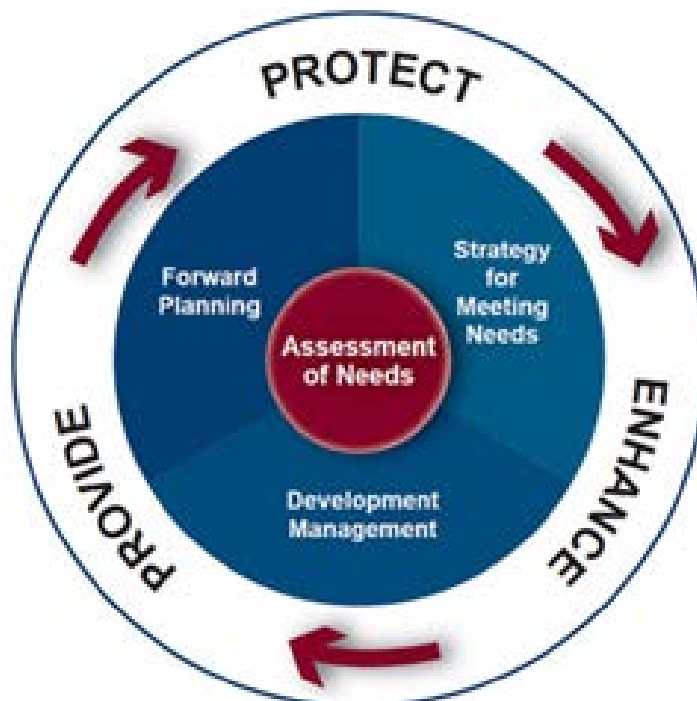 PROTECT
Forward
Planning
Strategy
for
Meeting
Needs
Assessment
of Needs
Development
Management
ENHANCE
PROVIDE